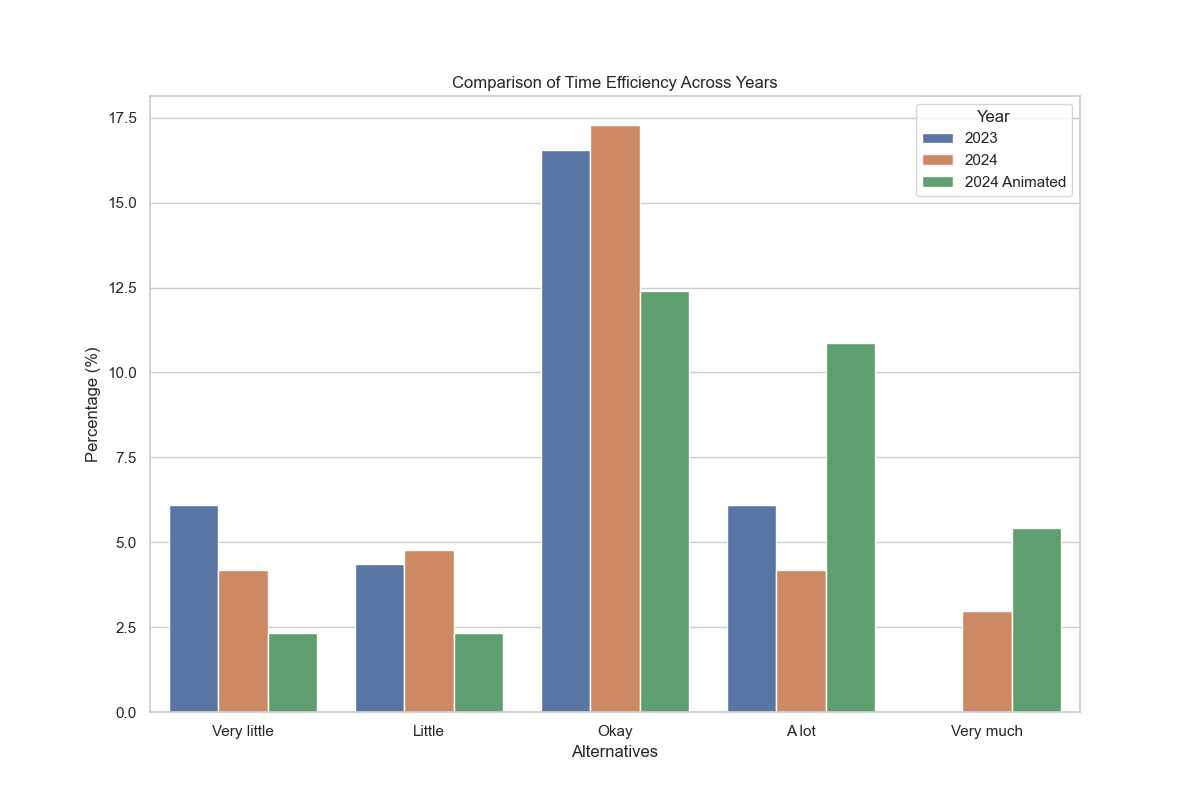 Comparison of Time Efficiency Across Years
Year
2023
2024
2024 Animated
Percentage (%)
17.5
15.0
12.5
10.0
7.5
5.0
2.5
0.0
Very little
Little
Okay
A lot
Very much
Alternatives